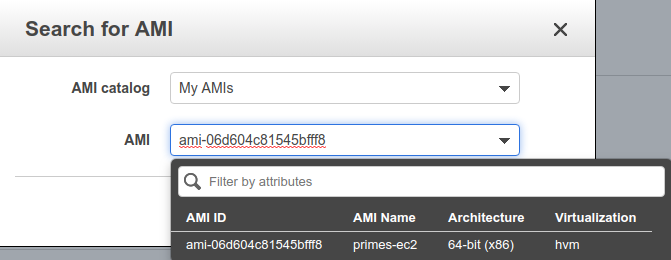 Search for AMI
AMI catalog My AMIs
AMI ami-06d604c81545bfff8
Filter by attributes
AMI ID AMI Name Architecture Virtualization
ami-06d604c81545bfff8 primes-ec2 64-bit (x86) hvm